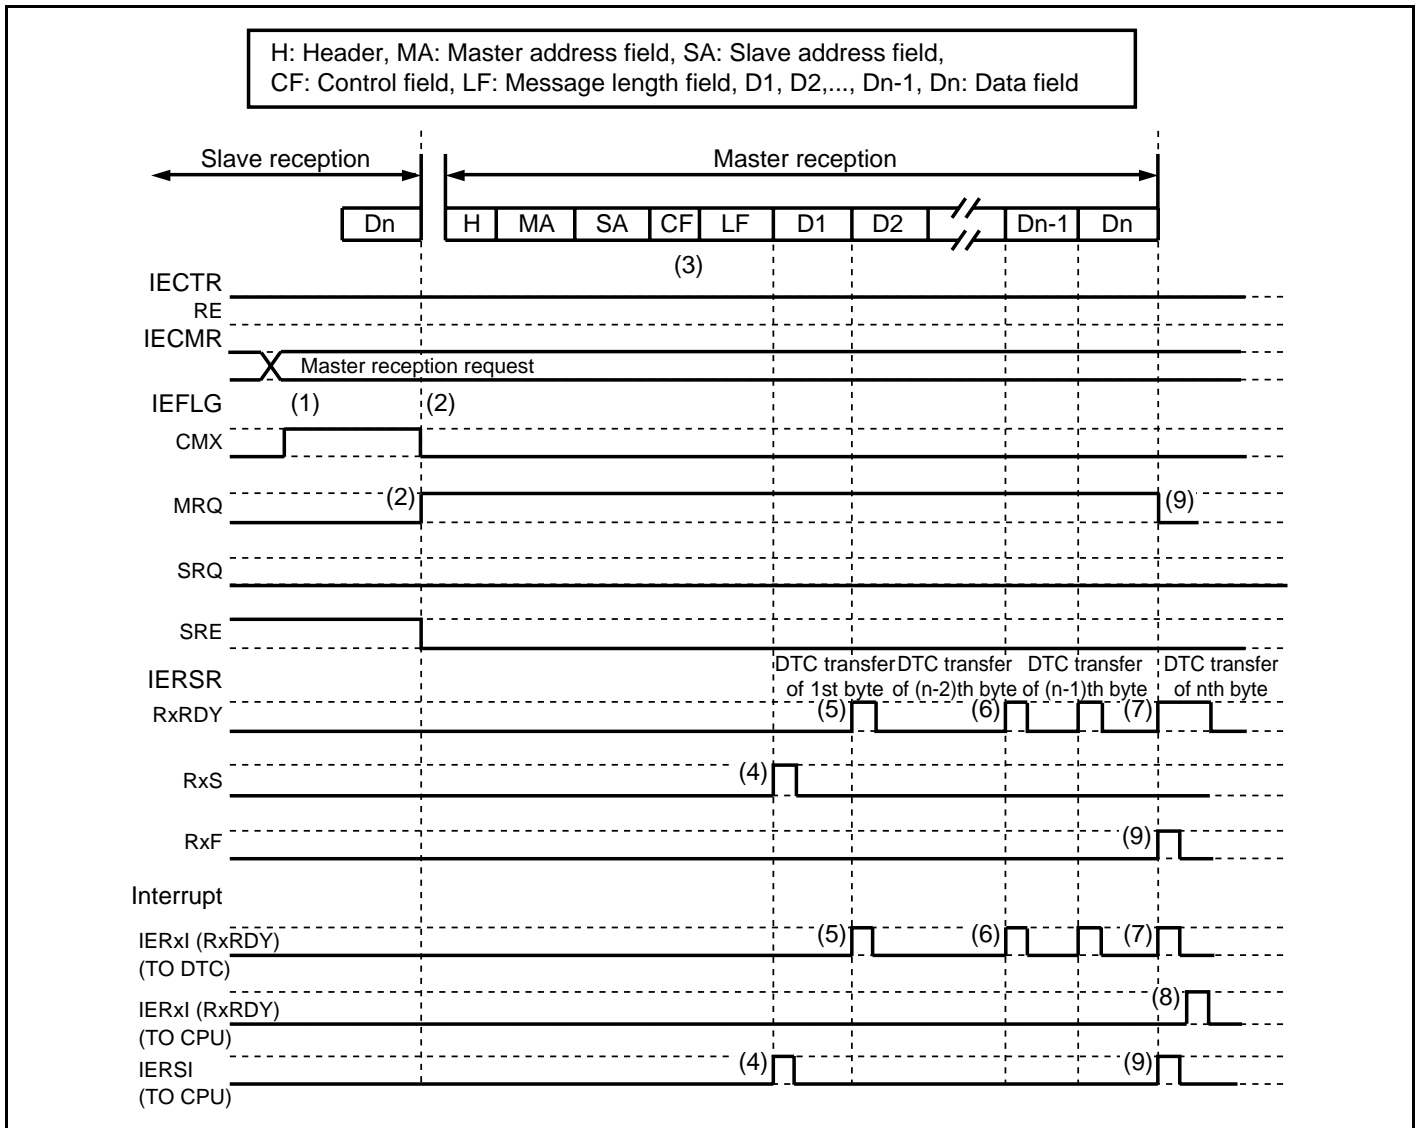 H: Header, MA: Master address field, SA: Slave address field,
CF: Control field, LF: Message length field, D1, D2,..., Dn-1, Dn: Data field
Slave reception
Master reception
Dn
H MA SA CF LF D1 D2 Dn-1 Dn
(3)
IECTR
RE
IECMR
Master reception request
IEFLG (1) (2)
CMX
MRQ (2) (9)
SRQ
SRE
DTC transfer DTC transfer DTC transfer DTC transfer
IERSR of 1st byte of (n-2)th byte of (n-1)th byte of nth byte
RxRDY (5) (6) (7)
RxS (4)
RxF (9)
Interrupt
IERxI (RxRDY) (5) (6) (7)
(TO DTC)
IERxI (RxRDY) (8)
(TO CPU)
IERSI (4) (9)
(TO CPU)